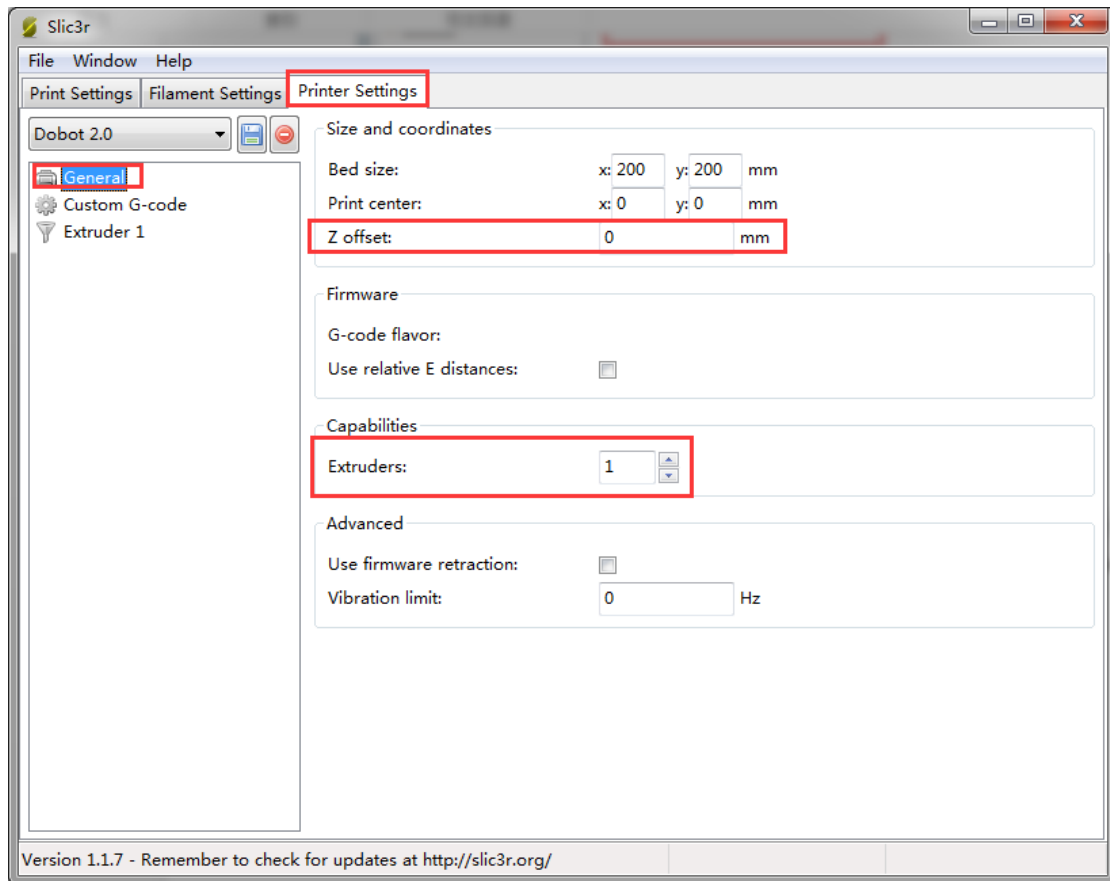 Slic3r
File Window Help
Print Settings Filament Settings Printer Settings
Dobot 2.0
General
Custom G-code
Extruder 1
Size and coordinates
Bed size: x: 200 y: 200 mm
Print center: x: 0 y: 0 mm
Z offset: 0 mm
Firmware
G-code flavor:
Use relative E distances:
Capabilities
Extruders: 1
Advanced
Use firmware retraction:
Vibration limit: 0 Hz
Version 1.1.7 - Remember to check for updates at http://slic3r.org/